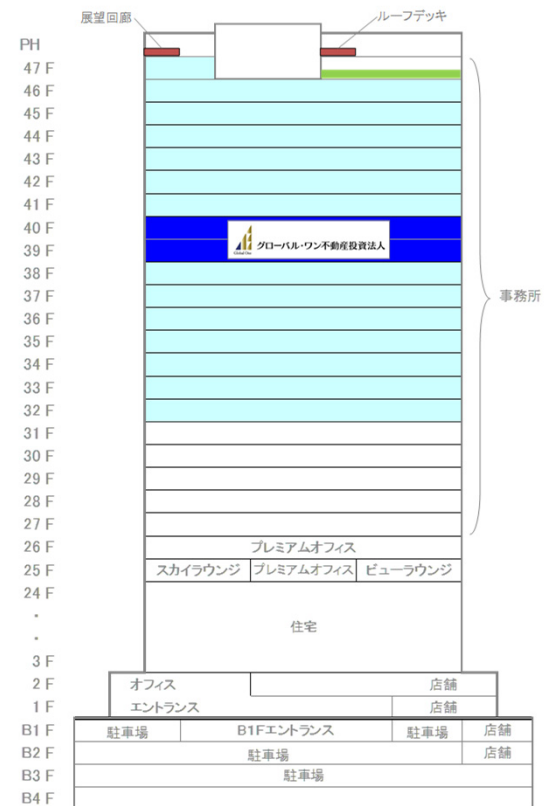 展望回廊
ルーフデッキ
PH
47 F
46 F
45 F
44 F
43 F
42 F
41 F
40 F
グローバル・ワン不動産投資法人
Global One
39 F
38 F
37 F
事務所
36 F
35 F
34 F
33 F
32 F
31 F
30 F
29 F
28 F
27 F
26 F プレミアムオフィス
25 F スカイラウンジ プレミアムオフィス ビューラウンジ
24 F
・
住宅
・
3 F
2 F オフィス 店舗
1 F エントランス 店舗
B1 F 駐車場 B1Fエントランス 駐車場 店舗
B2 F 駐車場 店舗
B3 F 駐車場
B4 F